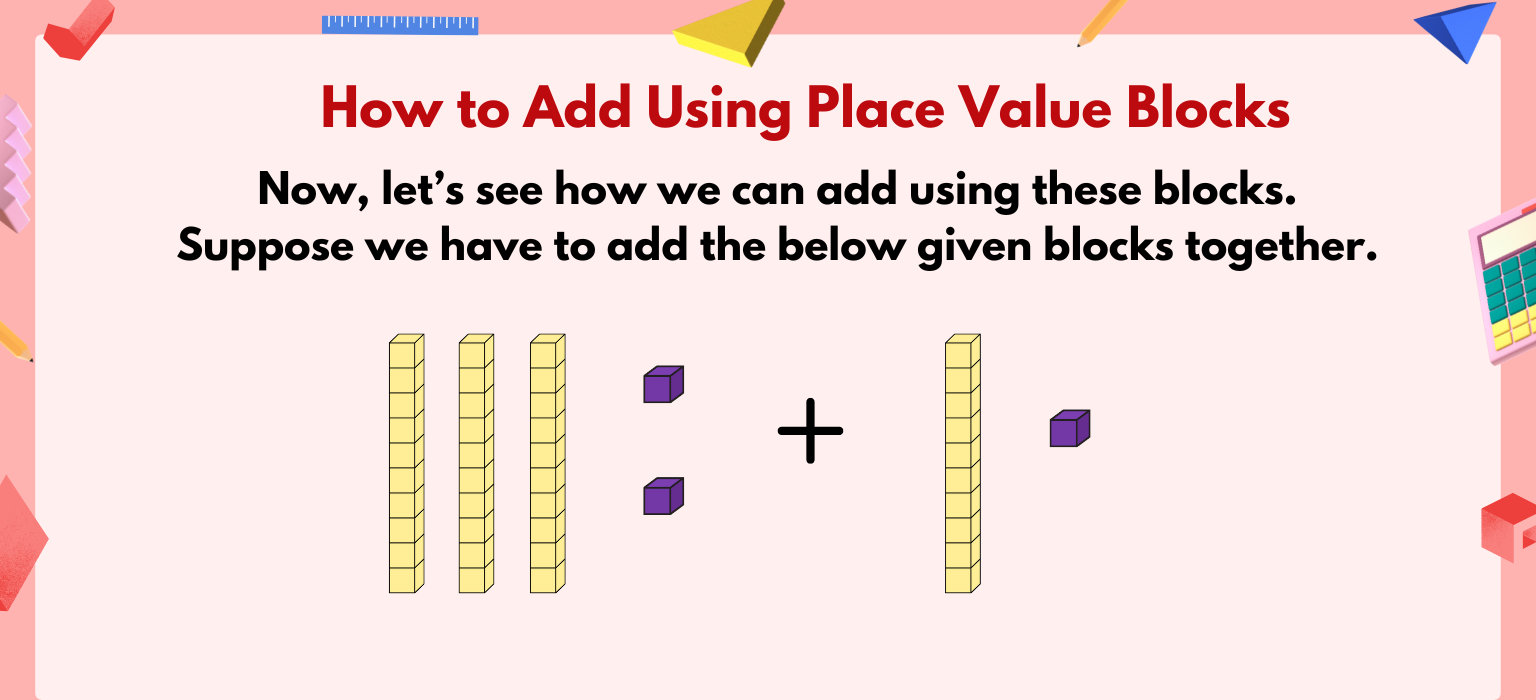 How to Add Using Place Value Blocks
Now, let’s see how we can add using these blocks.
Suppose we have to add the below given blocks together.
+